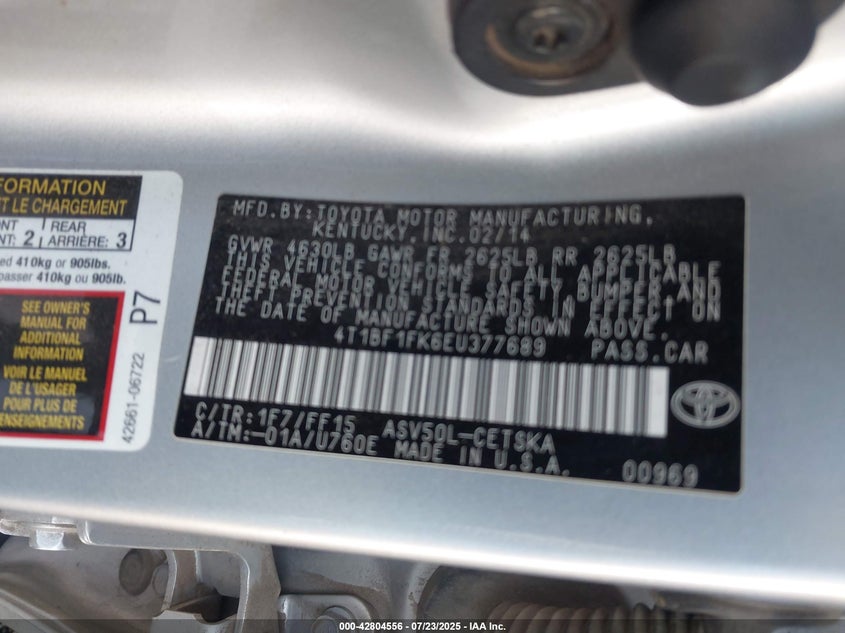 FORMATION
ET LE CHARGEMENT
REAR
2 ARRIÈRE: 3
410kg or 905lbs.
passer 410kg ou 905lb.
SEE OWNER'S
MANUAL FOR
ADDITIONAL
INFORMATION
VOIR LE MANUEL
DE L'USAGER
POUR PLUS DE
RENSEIGNEMENTS
P7
42661-06722
MFD.BY:TOYOTA MOTOR MANUFACTURING,
KENTUCKY,INC.02/14
GVWR 4630LB GAWR FR 2625LB RR 2625LB
THIS VEHICLE CONFORMS TO ALL APPLICABLE
FEDERAL MOTOR VEHICLE SAFETY BUMPER AND
THEFT PREVENTION STANDARDS IN EFFECT ON
THE DATE OF MANUFACTURE SHOWN ABOVE.
4T1BF1FK6EU377689 PASS.CAR
C/TR:1F7/FF15 ASV50L-CETSKA
A/TM:-01A/U760E MADE IN U.S.A.
00969
000-42804556 - 07/23/2025 - IAA Inc.